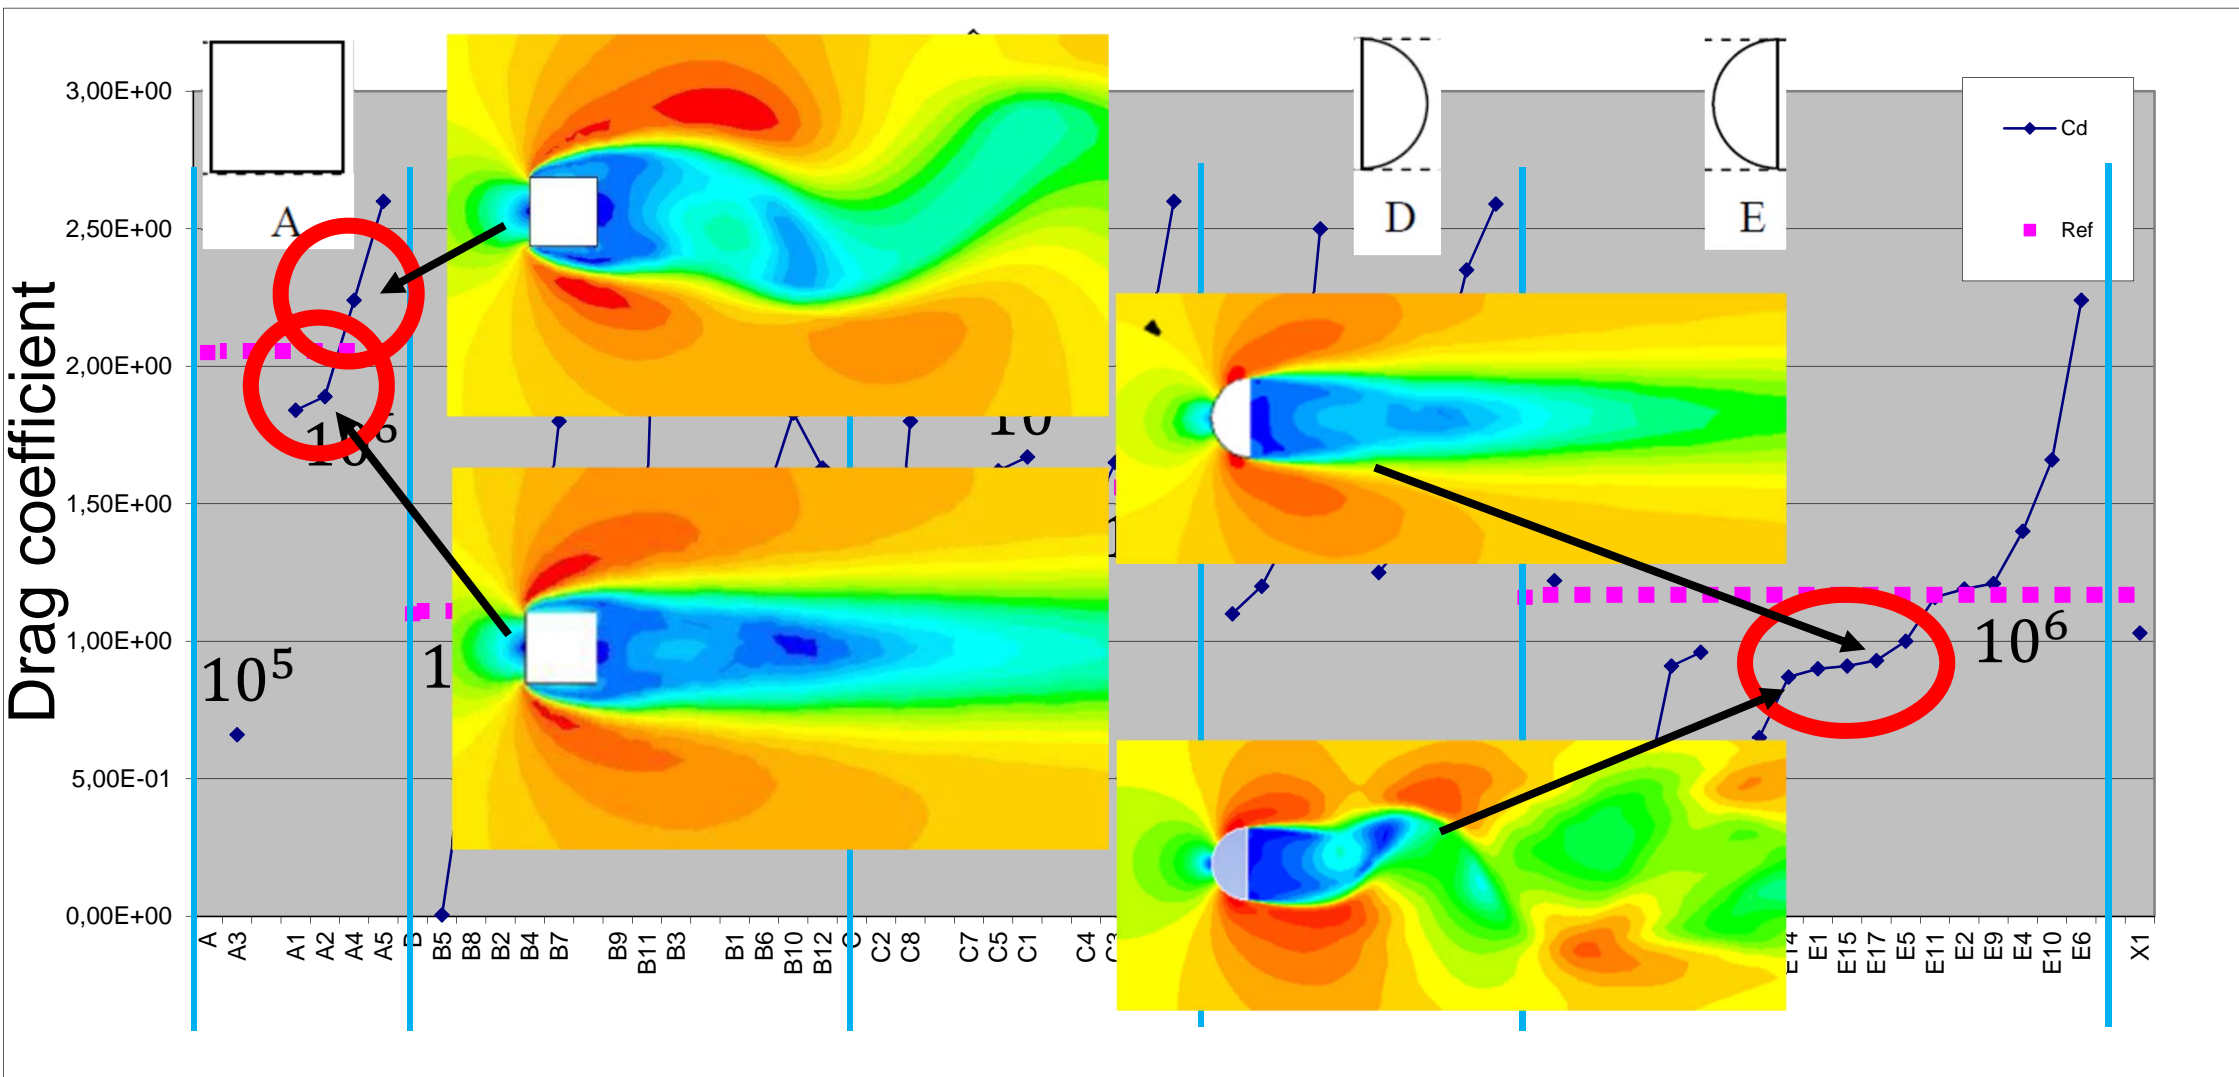 Drag coefficient
3,00E+00
2,50E+00
2,00E+00
1,50E+00
1,00E+00
5,00E-01
0,00E+00
A
D
E
Cd
Ref
10⁶
10⁵
10
10⁶
A
A3
A1
A2
A4
A5
B
B5
B8
B2
B4
B7
B9
B11
B3
B1
B6
B10
B12
C
C2
C8
C7
C5
C1
C4
E14
E1
E15
E17
E5
E11
E2
E9
E4
E10
E6
X1